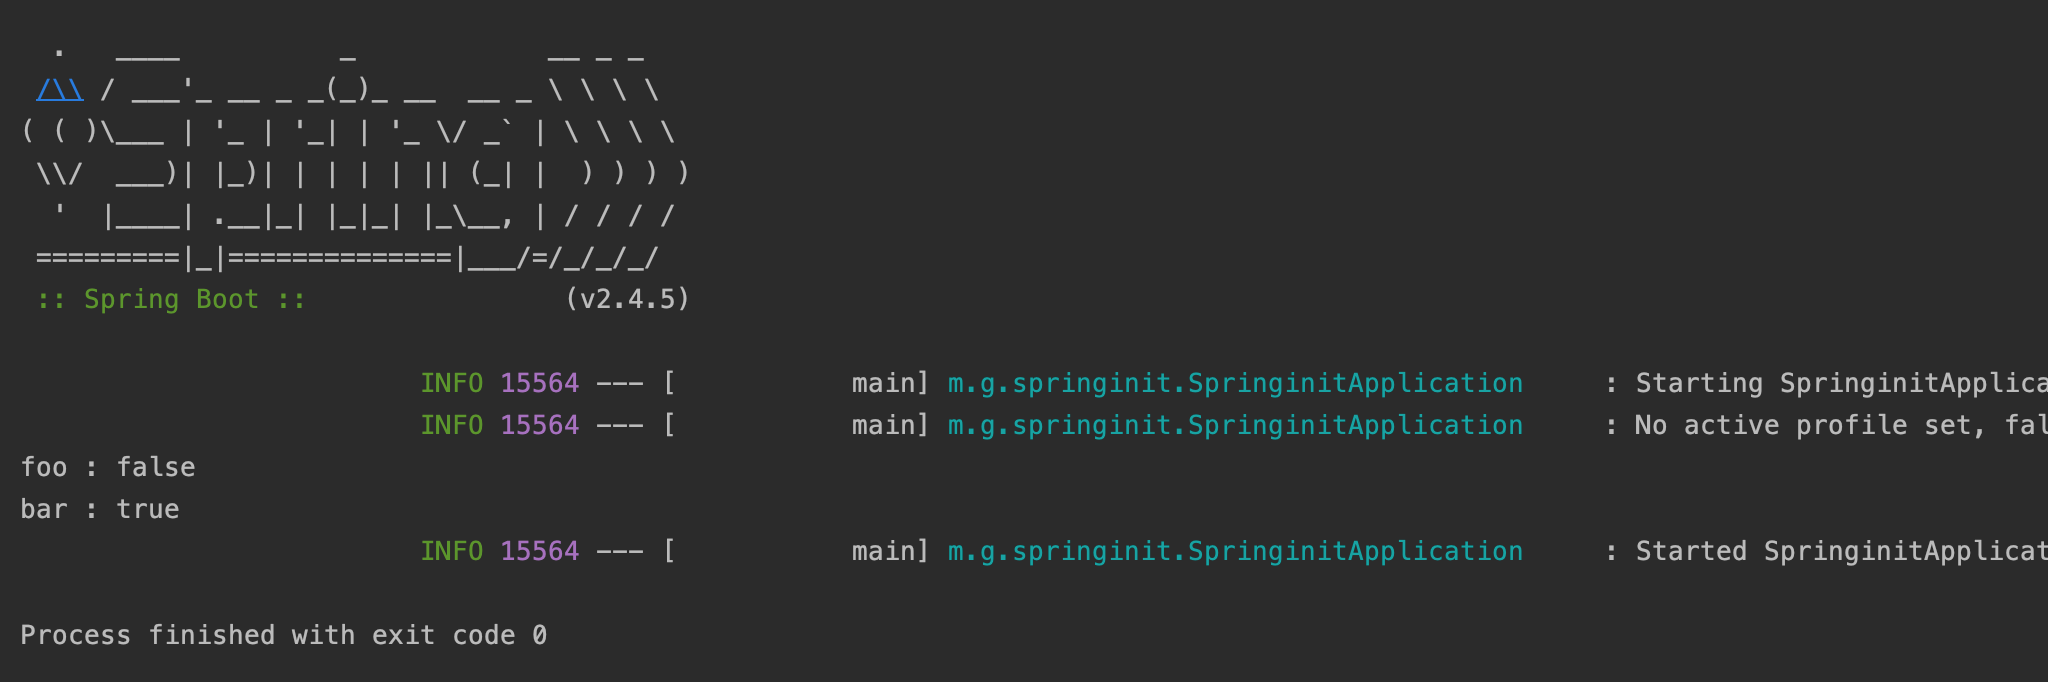 .   ____          _            __ _ _
 /\\ / ___'_ __ _ _(_)_ __  __ _ \ \ \ \
( ( )\___ | '_ | '_| | '_ \/ _` | \ \ \ \
 \\/  ___)| |_)| | | | | || (_| |  ) ) ) )
  '  |____| .__|_| |_|_| |_\__, | / / / /
 =========|_|==============|___/=/_/_/_/
 :: Spring Boot ::                (v2.4.5)
INFO 15564 --- [           main] m.g.springinit.SpringinitApplication     : Starting SpringinitApplica
INFO 15564 --- [           main] m.g.springinit.SpringinitApplication     : No active profile set, fal
foo : false
bar : true
INFO 15564 --- [           main] m.g.springinit.SpringinitApplication     : Started SpringinitApplicat
Process finished with exit code 0